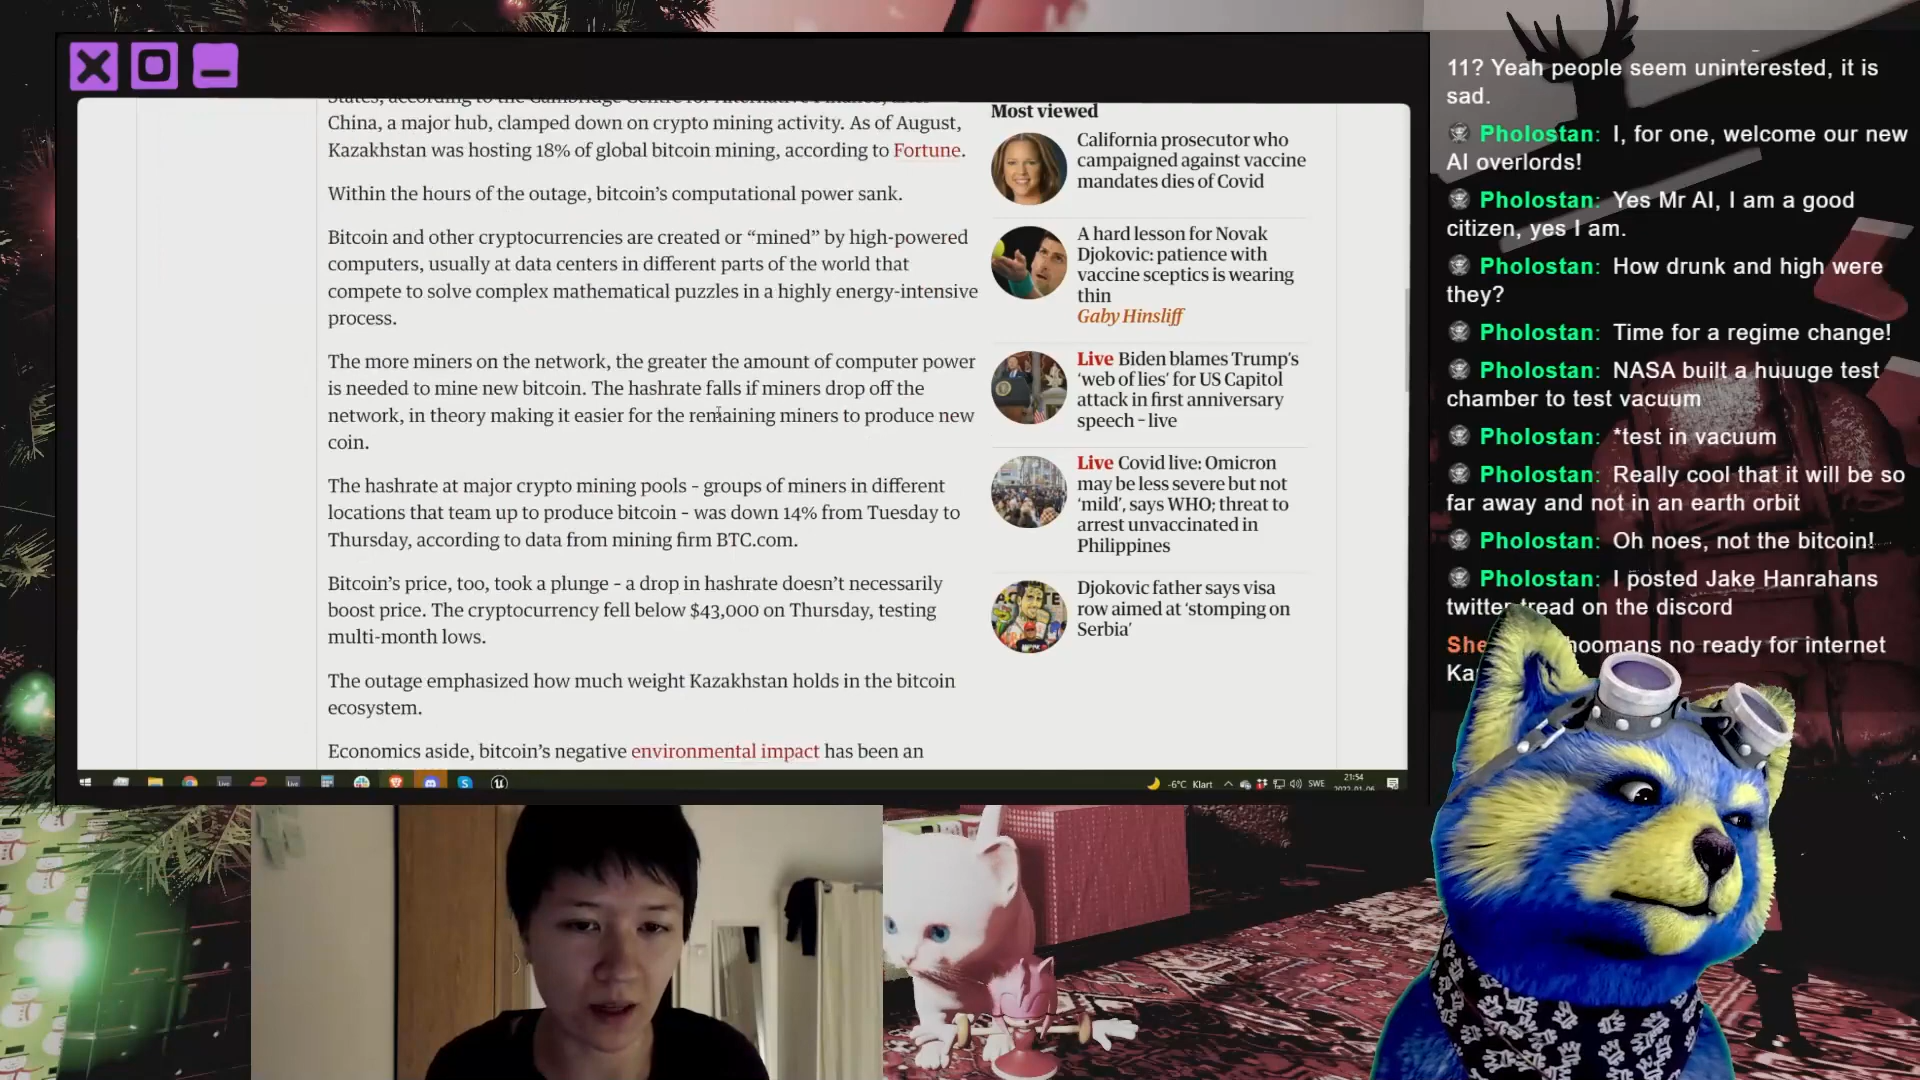 China, a major hub, clamped down on crypto mining activity. As of August,
Kazakhstan was hosting 18% of global bitcoin mining, according to Fortune.
Within the hours of the outage, bitcoin’s computational power sank.
Bitcoin and other cryptocurrencies are created or “mined” by high-powered
computers, usually at data centers in different parts of the world that
compete to solve complex mathematical puzzles in a highly energy-intensive
process.
The more miners on the network, the greater the amount of computer power
is needed to mine new bitcoin. The hashrate falls if miners drop off the
network, in theory making it easier for the remaining miners to produce new
coin.
The hashrate at major crypto mining pools – groups of miners in different
locations that team up to produce bitcoin – was down 14% from Tuesday to
Thursday, according to data from mining firm BTC.com.
Bitcoin’s price, too, took a plunge – a drop in hashrate doesn’t necessarily
boost price. The cryptocurrency fell below $43,000 on Thursday, testing
multi-month lows.
The outage emphasized how much weight Kazakhstan holds in the bitcoin
ecosystem.
Economics aside, bitcoin’s negative environmental impact has been an
Most viewed
California prosecutor who
campaigned against vaccine
mandates dies of Covid
A hard lesson for Novak
Djokovic: patience with
vaccine sceptics is wearing
thin
Gaby Hinsliff
Live Biden blames Trump’s
‘web of lies’ for US Capitol
attack in first anniversary
speech – live
Live Covid live: Omicron
may be less severe but not
‘mild’, says WHO; threat to
arrest unvaccinated in
Philippines
Djokovic father says visa
row aimed at ‘stomping on
Serbia’
-6°C Klart
SWE
21:54
2022-01-06
11? Yeah people seem uninterested, it is
sad.
Pholostan: I, for one, welcome our new
AI overlords!
Pholostan: Yes Mr AI, I am a good
citizen, yes I am.
Pholostan: How drunk and high were
they?
Pholostan: Time for a regime change!
Pholostan: NASA built a huuuge test
chamber to test vacuum
Pholostan: *test in vacuum
Pholostan: Really cool that it will be so
far away and not in an earth orbit
Pholostan: Oh noes, not the bitcoin!
Pholostan: I posted Jake Hanrahans
twitter tread on the discord
She hoomans no ready for internet
Ka